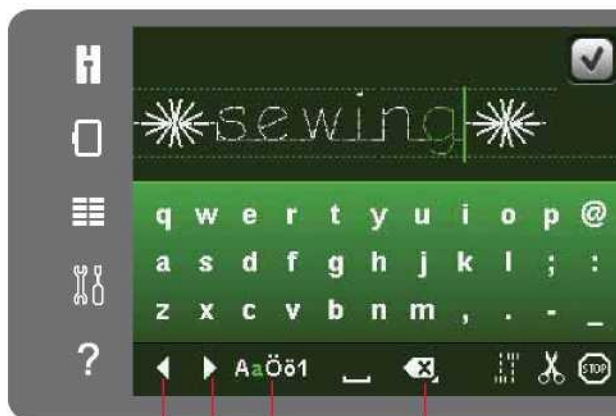 sewing
q w e r t y u i o p @
a s d f g h j k l ; :
z x c v b n m , . - _
?
AaÖö1
STOP